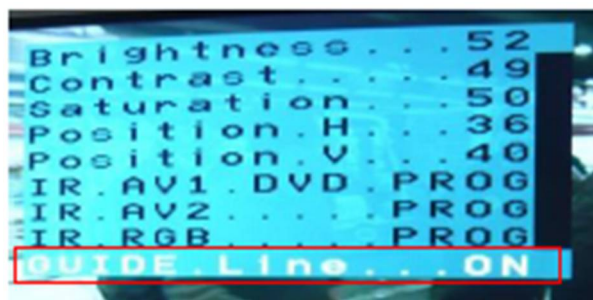 Brightness...52
Contrast.....49
Saturation...50
Position.H...36
Position.V...40
IR.AV1.DVD.PROG
IR.AV2.....PROG
IR.RGB.....PROG
GUIDE.Line...ON